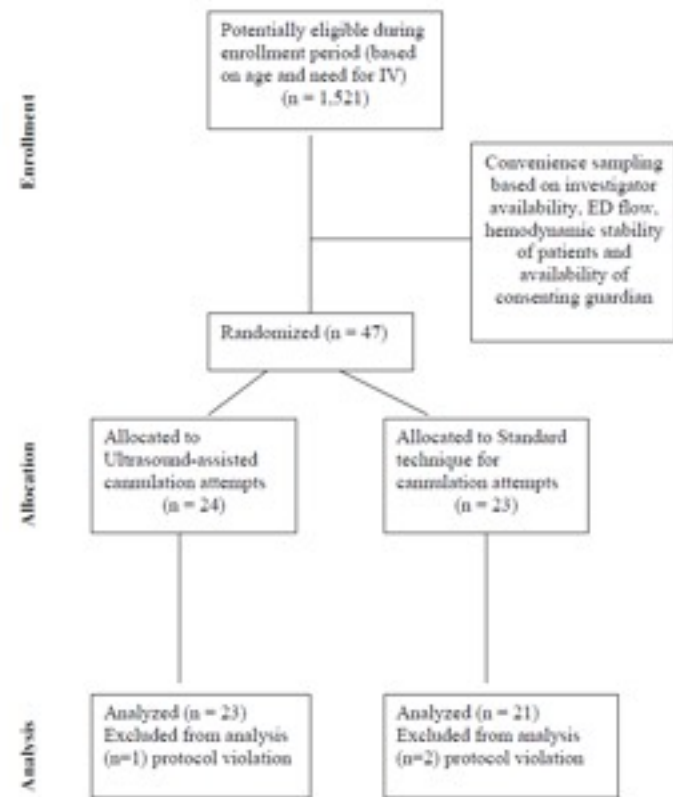 Enrollment
Potentially eligible during
enrollment period (based
on age and need for IV)
(n = 1,521)
Convenience sampling
based on investigator
availability, ED flow,
hemodynamic stability
of patients and
availability of
consenting guardian
Randomized (n = 47)
Allocation
Allocated to
Ultrasound-assisted
cannulation attempts
(n = 24)
Allocated to Standard
technique for
cannulation attempts
(n = 23)
Analysis
Analyzed (n = 23)
Excluded from analysis
(n=1) protocol violation
Analyzed (n = 21)
Excluded from analysis
(n=2) protocol violation